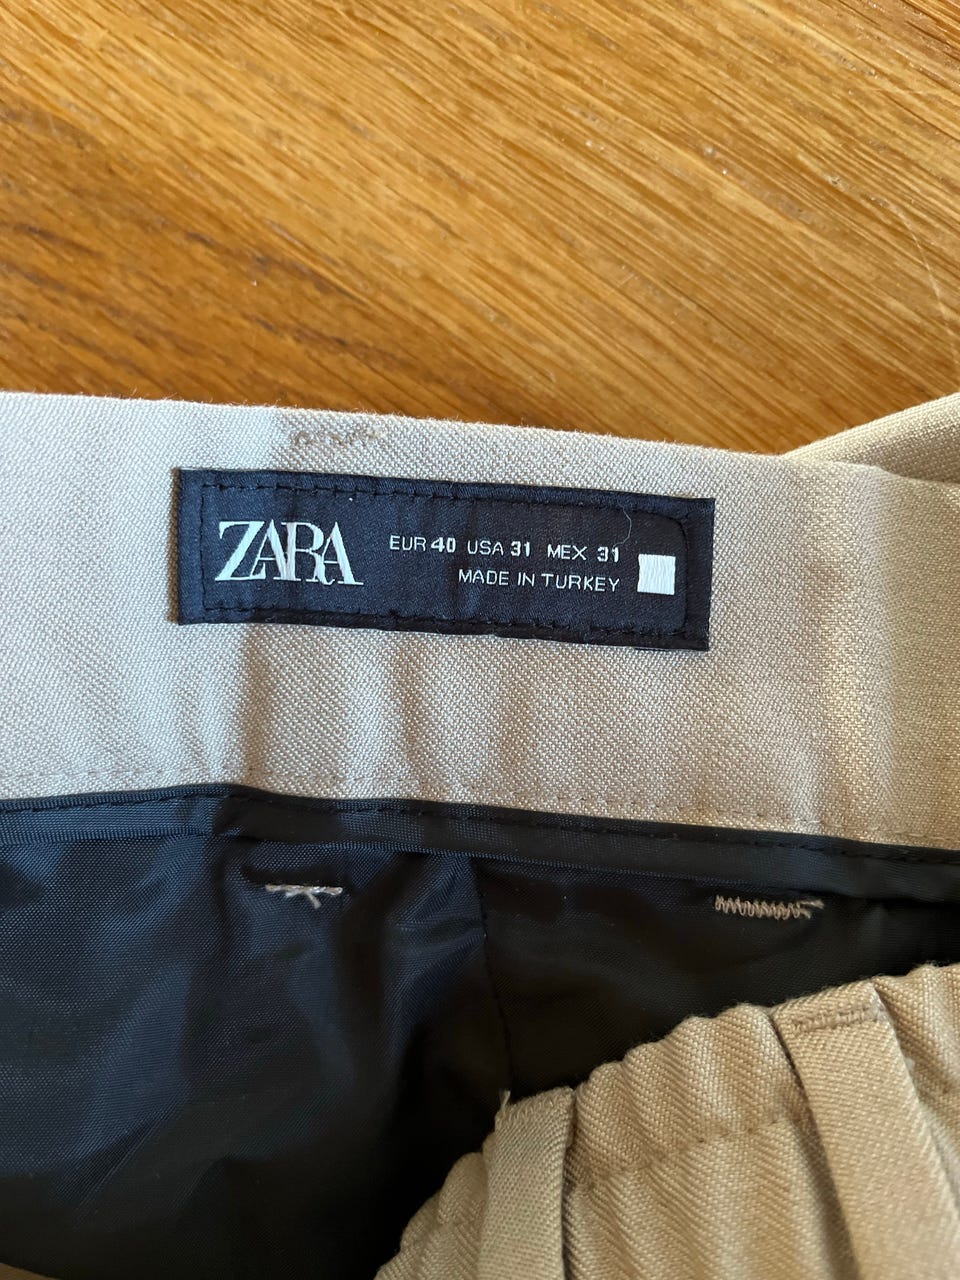 ZARA
EUR 40 USA 31 MEX 31
MADE IN TURKEY